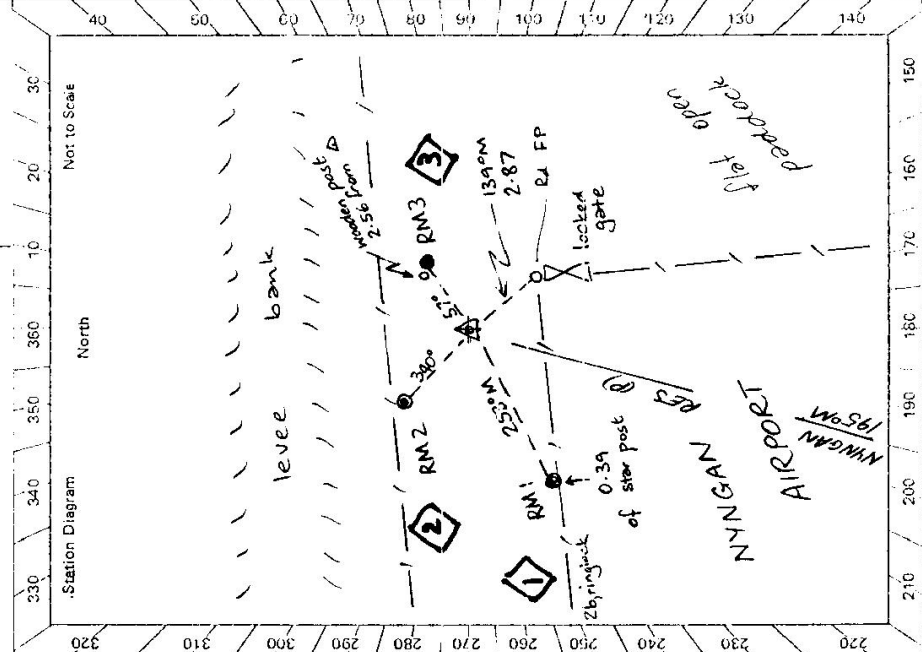 330 340 350 360 10 20 30
Station Diagram North Not to Scale
levee bank
wooden post
2.56 from △
RM2 RM3
2
3
340°
57°
255°M
139°M
2.87
Rd FP
RM1
1
0.39
of star post
2b, ringlock
locked
gate
RES
(P)
flat open
paddock
NYNGAN
AIRPORT
NYNGAN
195°M
210 200 190 180 170 160 150
40 50 60 70 80 90 100 110 120 130 140
320 310 300 290 280 270 260 250 240 230 220